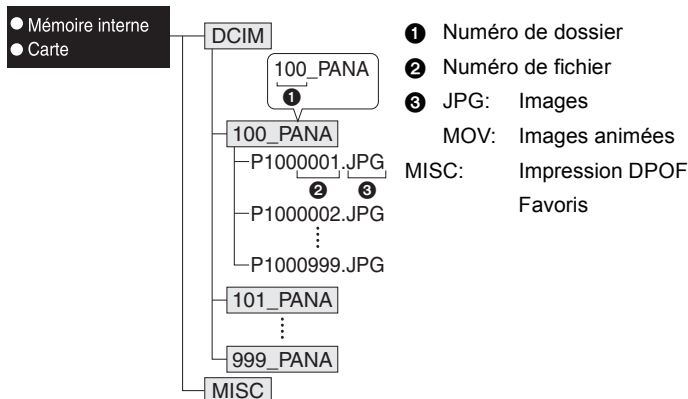 ● Mémoire interne
● Carte
DCIM
100_PANA
❶
100_PANA
P1000001.JPG
❷ ❸
P1000002.JPG
P1000999.JPG
101_PANA
999_PANA
MISC
❶ Numéro de dossier
❷ Numéro de fichier
❸ JPG: Images
MOV: Images animées
MISC: Impression DPOF
Favoris